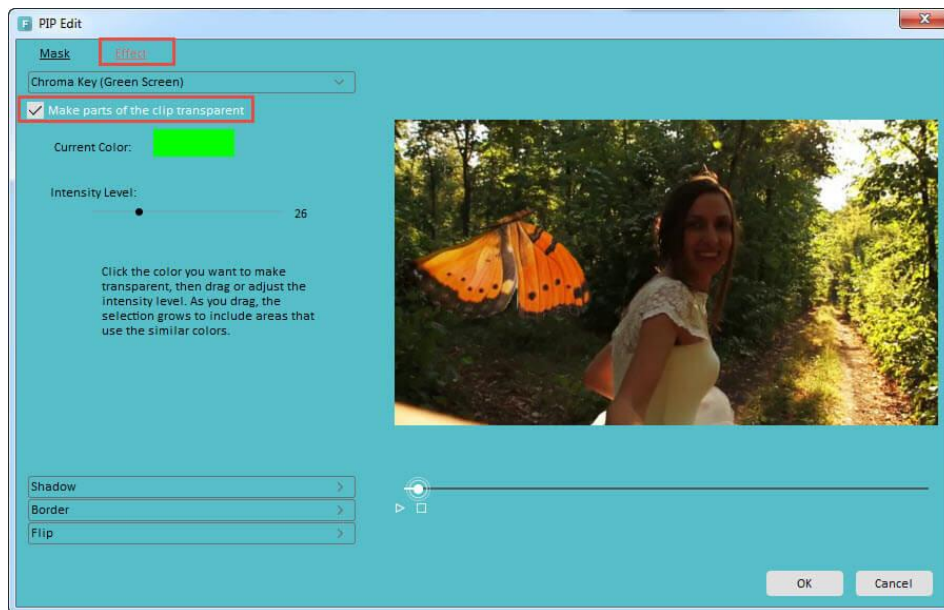 PIP Edit
Mask Effect
Chroma Key (Green Screen)
Make parts of the clip transparent
Current Color:
Intensity Level:
26
Click the color you want to make
transparent, then drag or adjust the
intensity level. As you drag, the
selection grows to include areas that
use the similar colors.
Shadow
Border
Flip
OK Cancel